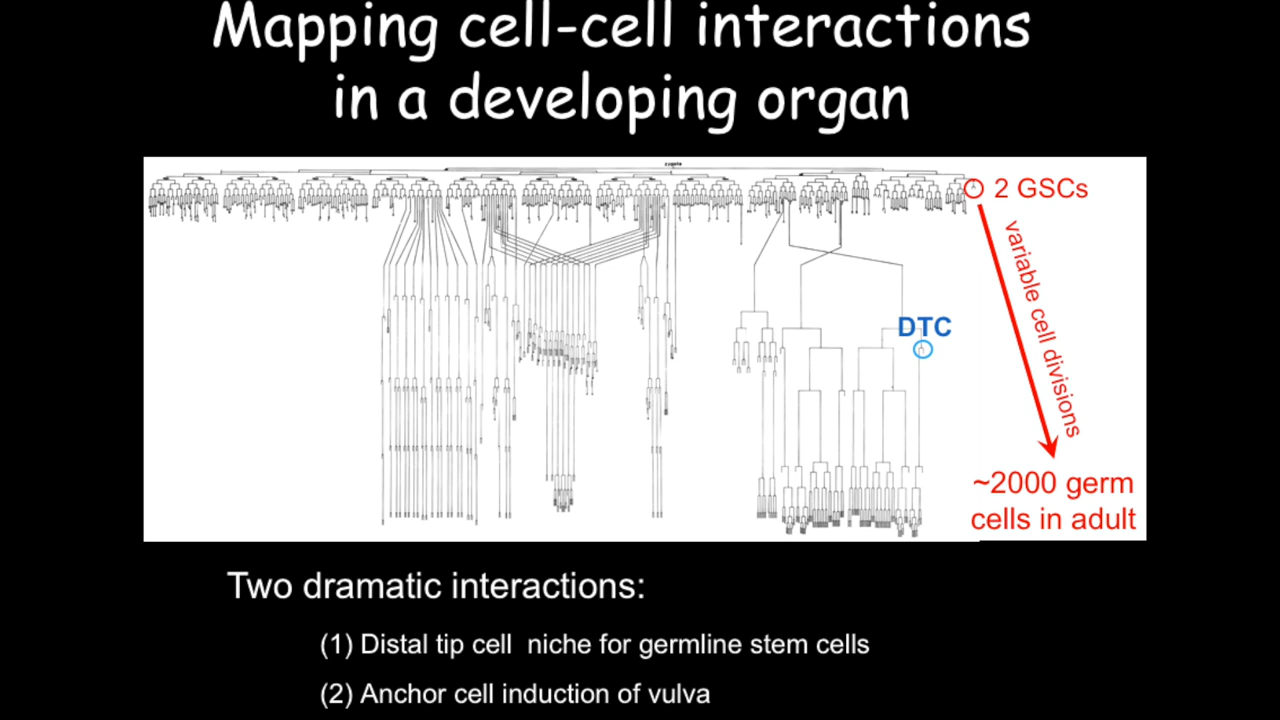 Mapping cell-cell interactions
in a developing organ
zygote
2 GSCs
variable cell divisions
DTC
~2000 germ
cells in adult
Two dramatic interactions:
(1) Distal tip cell niche for germline stem cells
(2) Anchor cell induction of vulva